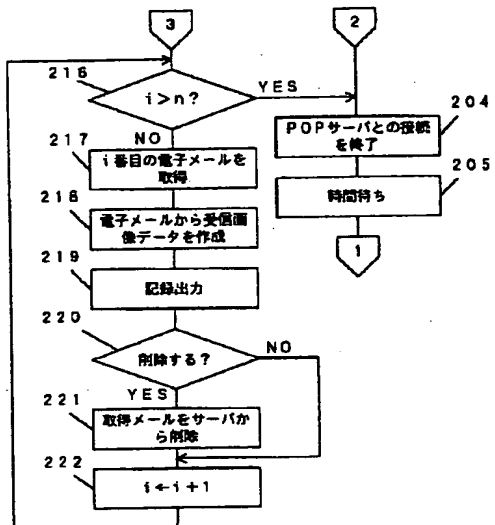 3
2
216
i>n?
YES
204
POPサーバとの接続
を終了
217
NO
i番目の電子メールを
取得
205
時間待ち
218
電子メールから受信画
像データを作成
1
219
記録出力
220
削除する?
NO
YES
221
取得メールをサーバか
ら削除
222
i←i+1